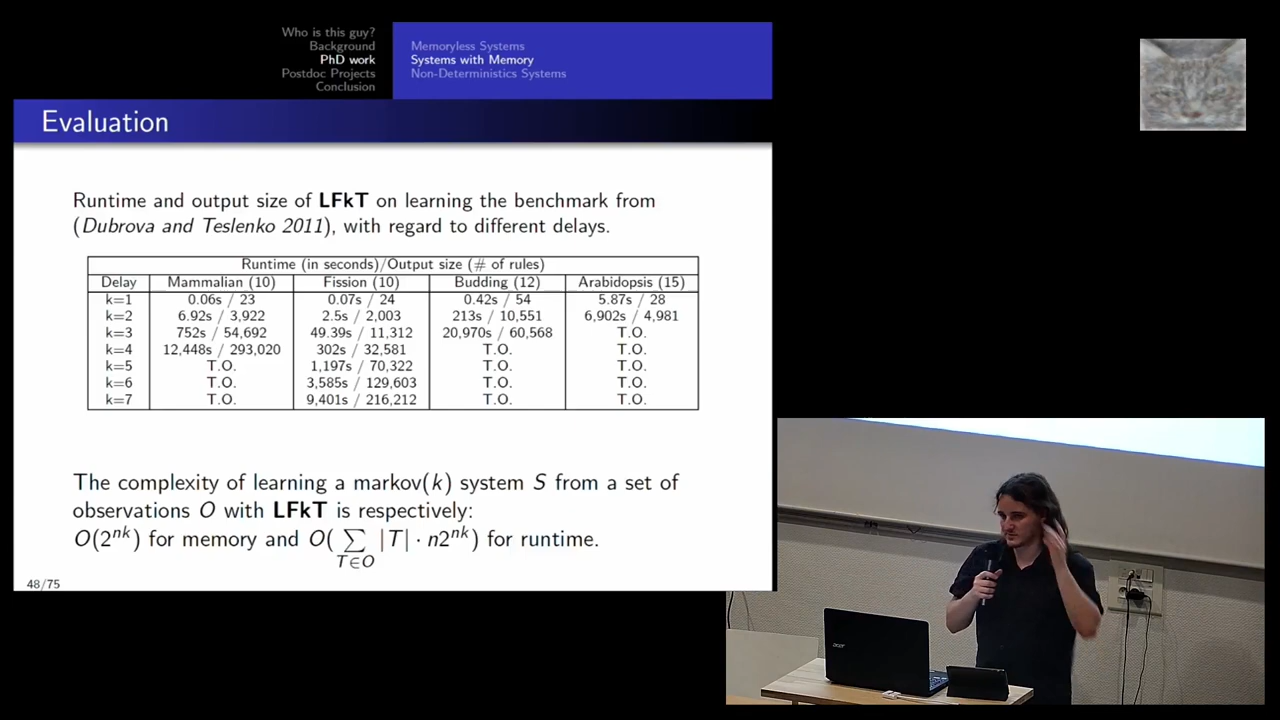 Who is this guy?
Background
PhD work
Postdoc Projects
Conclusion
Memoryless Systems
Systems with Memory
Non-Deterministics Systems
Evaluation
Runtime and output size of LFkT on learning the benchmark from
(Dubrova and Teslenko 2011), with regard to different delays.
Runtime (in seconds)/Output size (# of rules)
Delay Mammalian (10) Fission (10) Budding (12) Arabidopsis (15)
k=1 0.06s / 23 0.07s / 24 0.42s / 54 5.87s / 28
k=2 6.92s / 3,922 2.5s / 2,003 213s / 10,551 6,902s / 4,981
k=3 752s / 54,692 49.39s / 11,312 20,970s / 60,568 T.O.
k=4 12,448s / 293,020 302s / 32,581 T.O. T.O.
k=5 T.O. 1,197s / 70,322 T.O. T.O.
k=6 T.O. 3,585s / 129,603 T.O. T.O.
k=7 T.O. 9,401s / 216,212 T.O. T.O.
The complexity of learning a markov(k) system S from a set of
observations O with LFkT is respectively:
O(2^{nk}) for memory and O(∑_{T∈O} |T| · n2^{nk}) for runtime.
48/75
acer